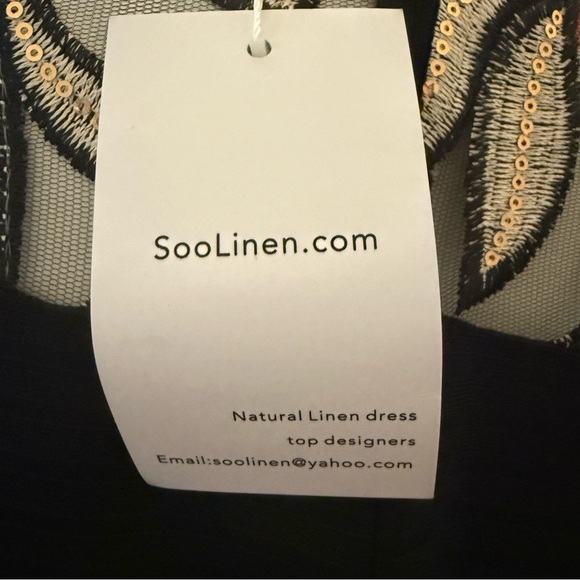 SooLinen.com
Natural Linen dress
top designers
Email:soolinen@yahoo.com